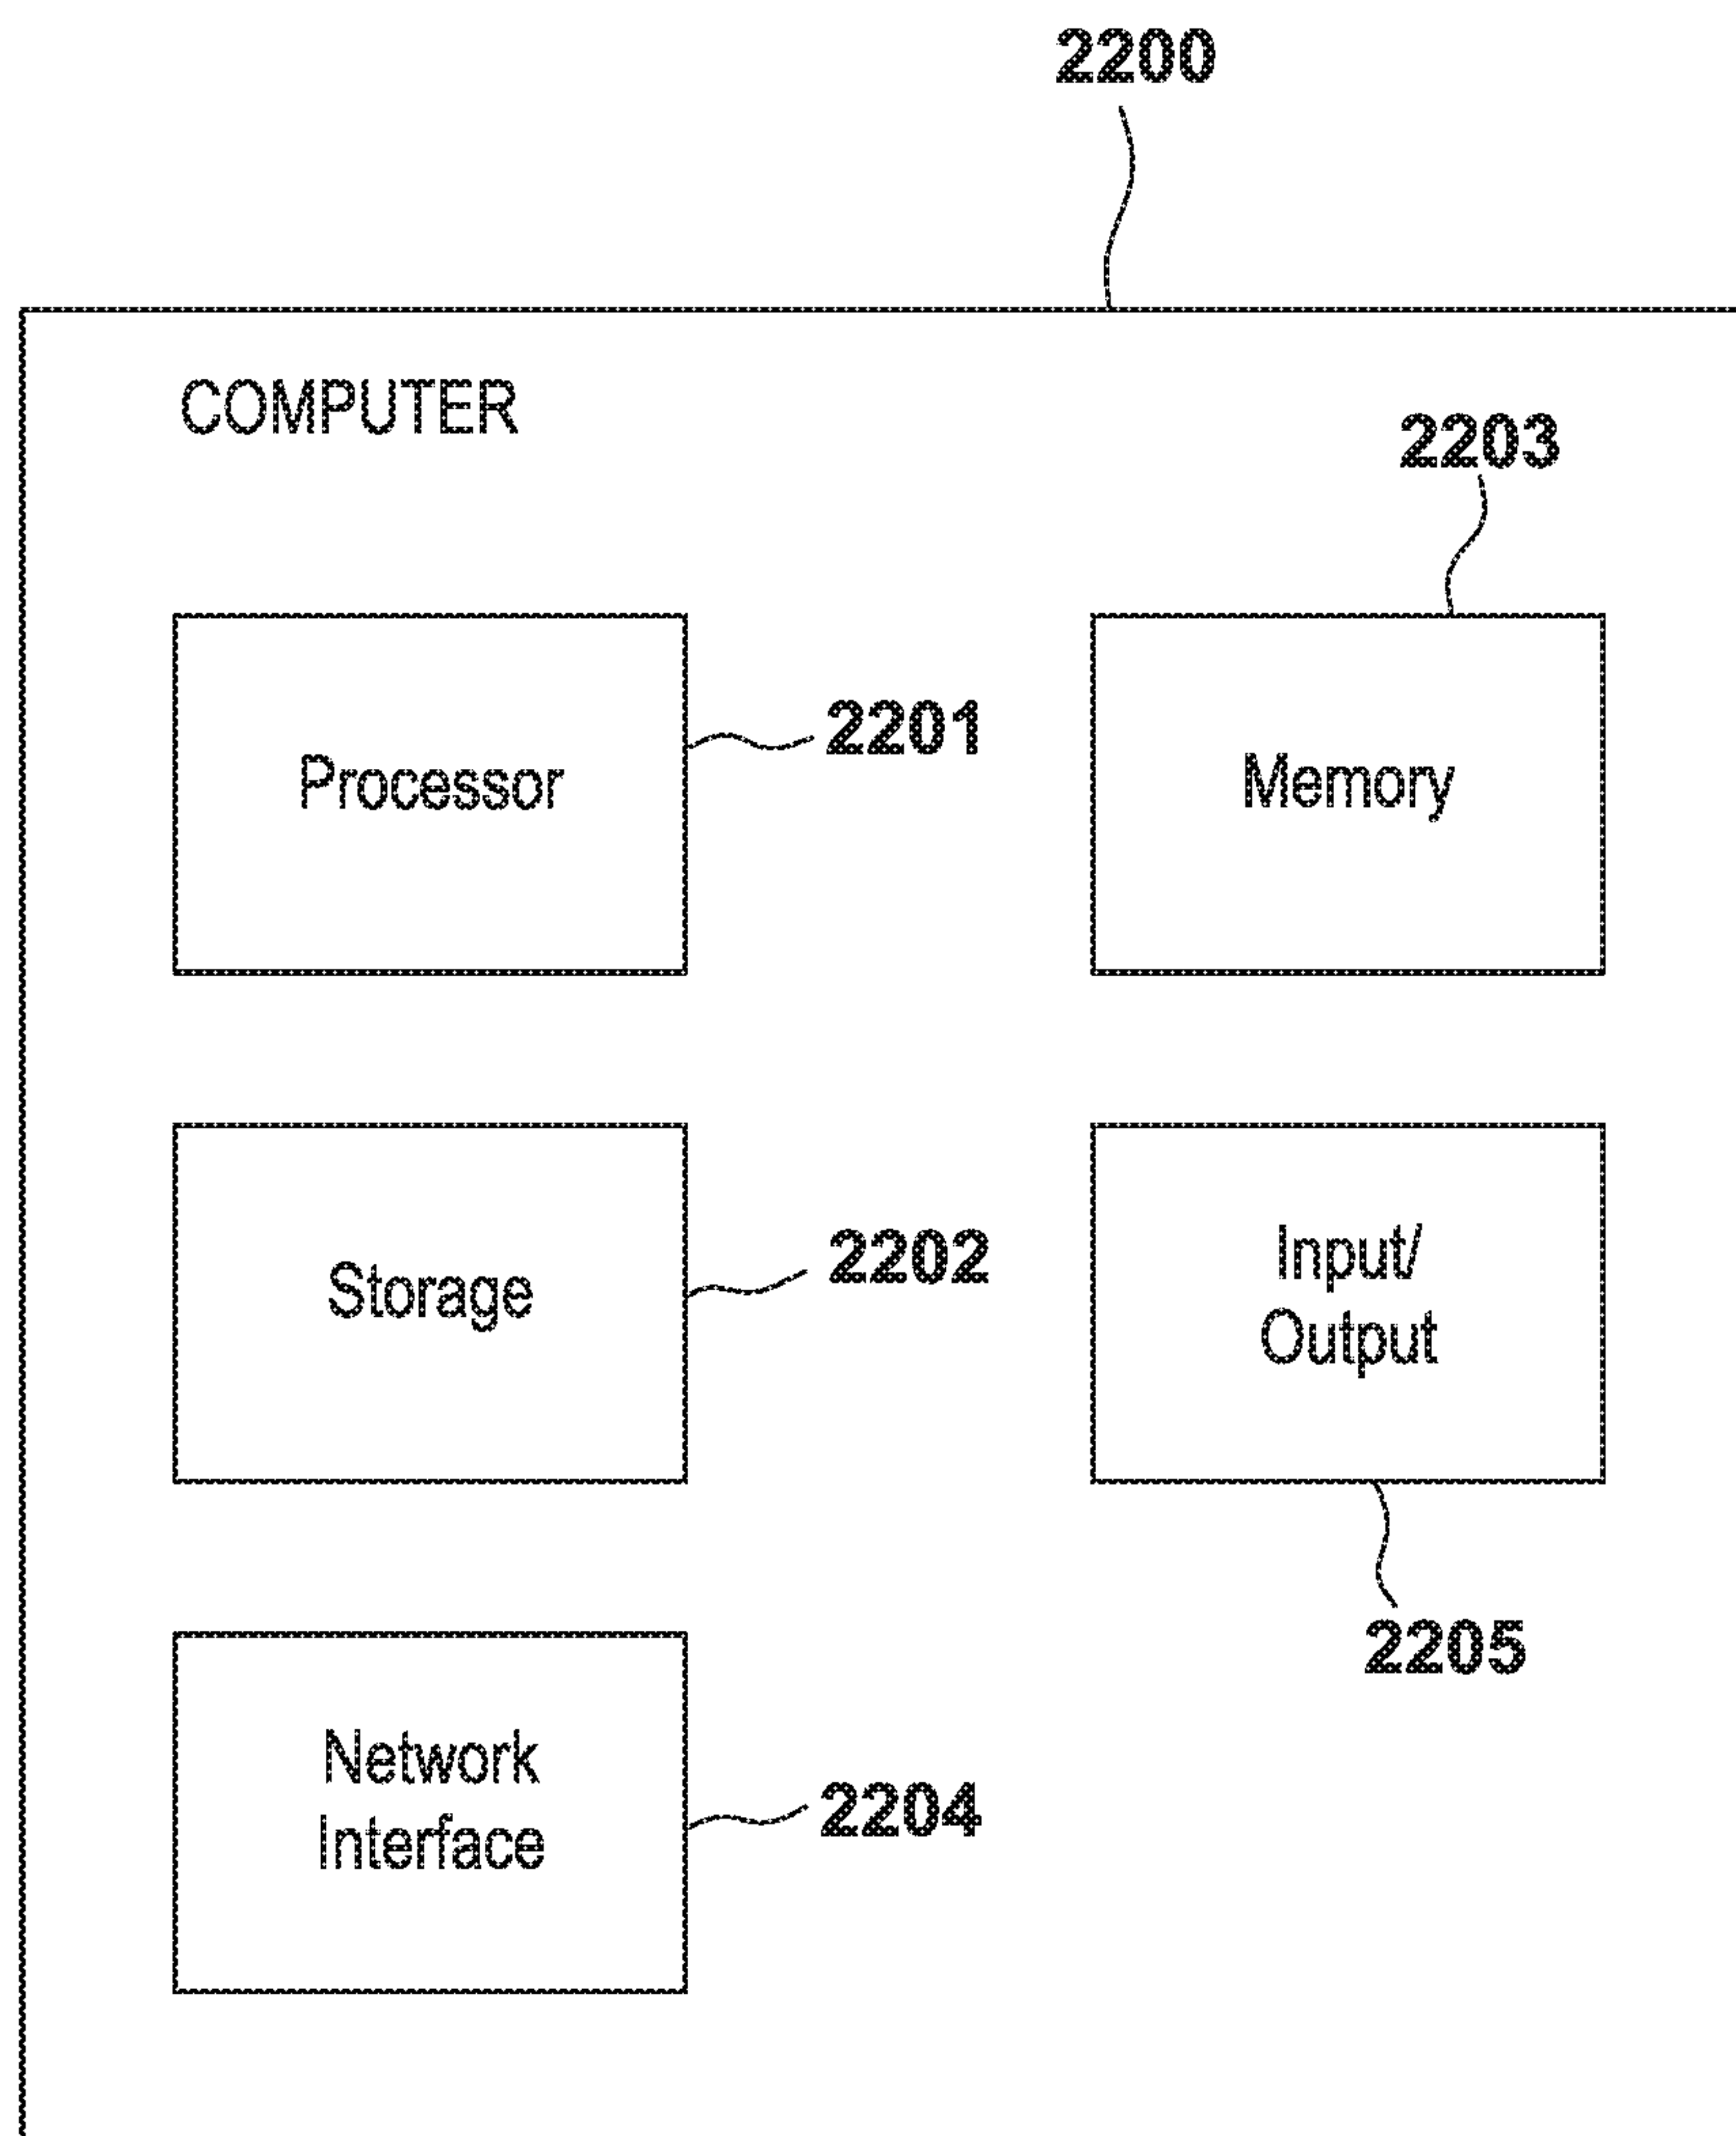 2200
COMPUTER
2203
Processor
2201
Memory
Storage
2202
Input/
Output
2205
Network
Interface
2204